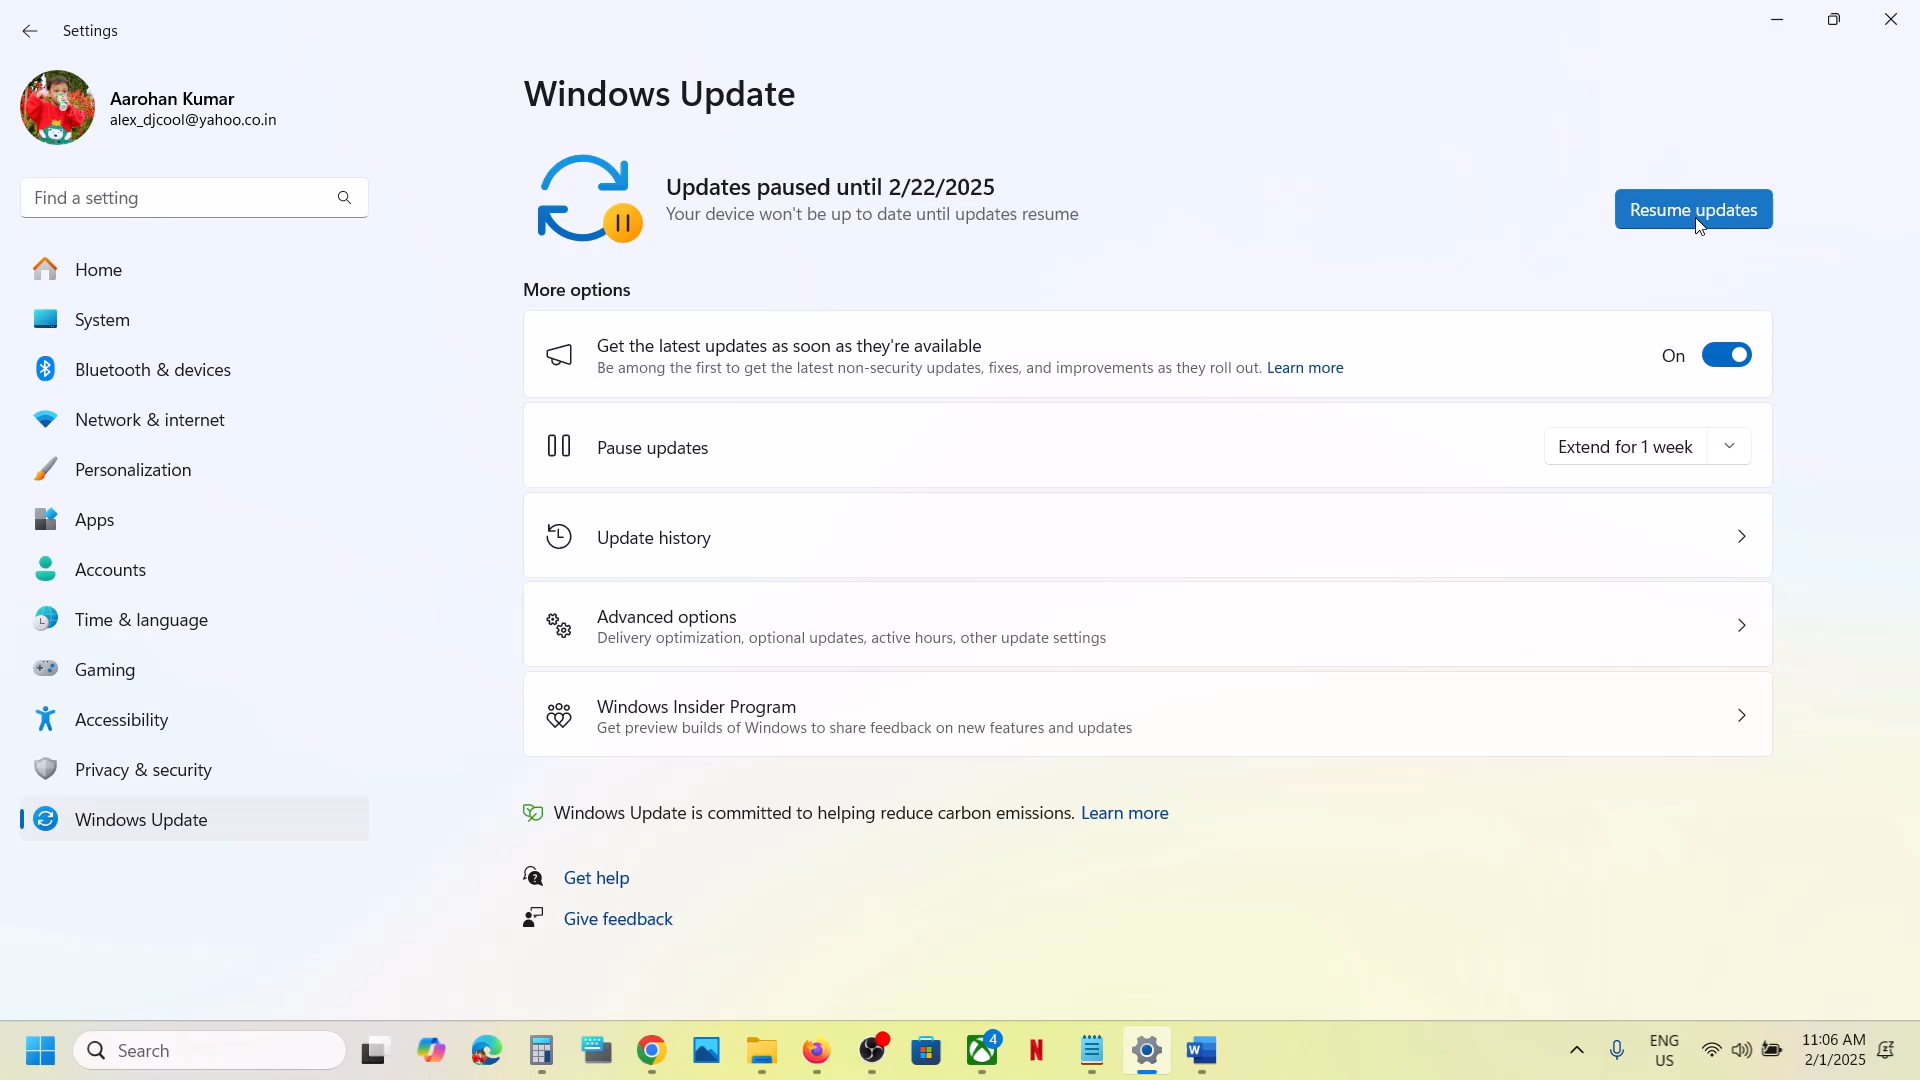 Settings
Aarohan Kumar
alex_djcool@yahoo.co.in
Find a setting
Home
System
Bluetooth & devices
Network & internet
Personalization
Apps
Accounts
Time & language
Gaming
Accessibility
Privacy & security
Windows Update
Windows Update
Updates paused until 2/22/2025
Your device won't be up to date until updates resume
Resume updates
More options
Get the latest updates as soon as they're available
Be among the first to get the latest non-security updates, fixes, and improvements as they roll out. Learn more
On
Pause updates
Extend for 1 week
Update history
Advanced options
Delivery optimization, optional updates, active hours, other update settings
Windows Insider Program
Get preview builds of Windows to share feedback on new features and updates
Windows Update is committed to helping reduce carbon emissions. Learn more
Get help
Give feedback
Search
4
N
W
ENG
US
11:06 AM
2/1/2025